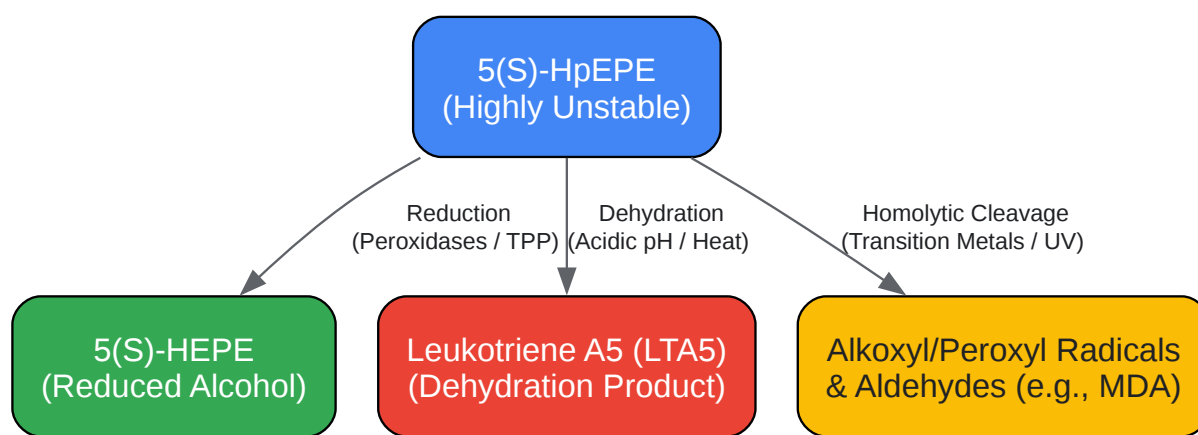 5(S)-HpEPE
(Highly Unstable)
Reduction
(Peroxidases / TPP)
Dehydration
(Acidic pH / Heat)
Homolytic Cleavage
(Transition Metals / UV)
5(S)-HEPE
(Reduced Alcohol)
Leukotriene A5 (LTA5)
(Dehydration Product)
Alkoxyl/Peroxyl Radicals
& Aldehydes (e.g., MDA)